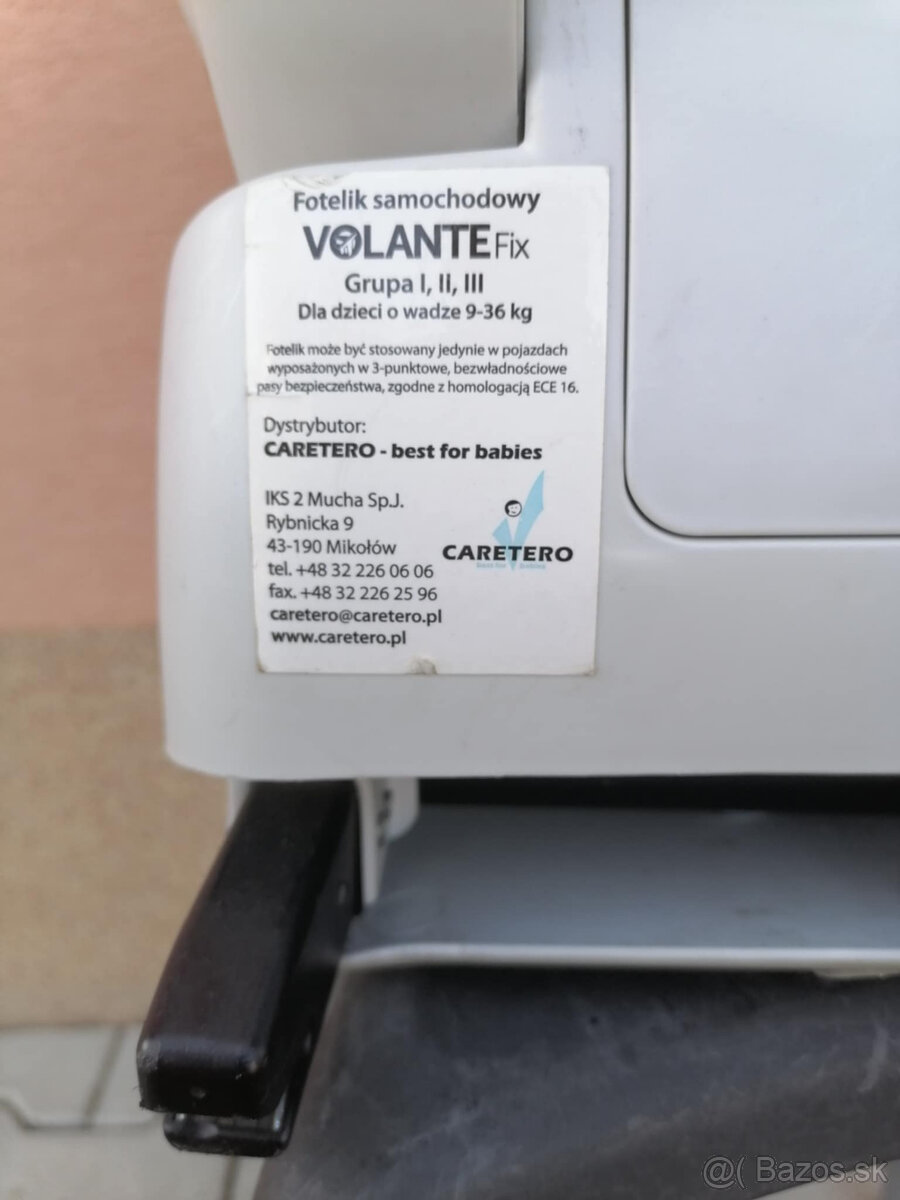 Fotelik samochodowy
VOLANTE Fix
Grupa I, II, III
Dla dzieci o wadze 9-36 kg
Fotelik może być stosowany jedynie w pojazdach
wyposażonych w 3-punktowe, bezwładnościowe
pasy bezpieczeństwa, zgodne z homologacją ECE 16.
Dystrybutor:
CARETERO - best for babies
IKS 2 Mucha Sp.J.
Rybnicka 9
43-190 Mikołów
tel. +48 32 226 06 06
fax. +48 32 226 25 96
caretero@caretero.pl
www.caretero.pl
CARETERO
best for babies
@( Bazos.sk